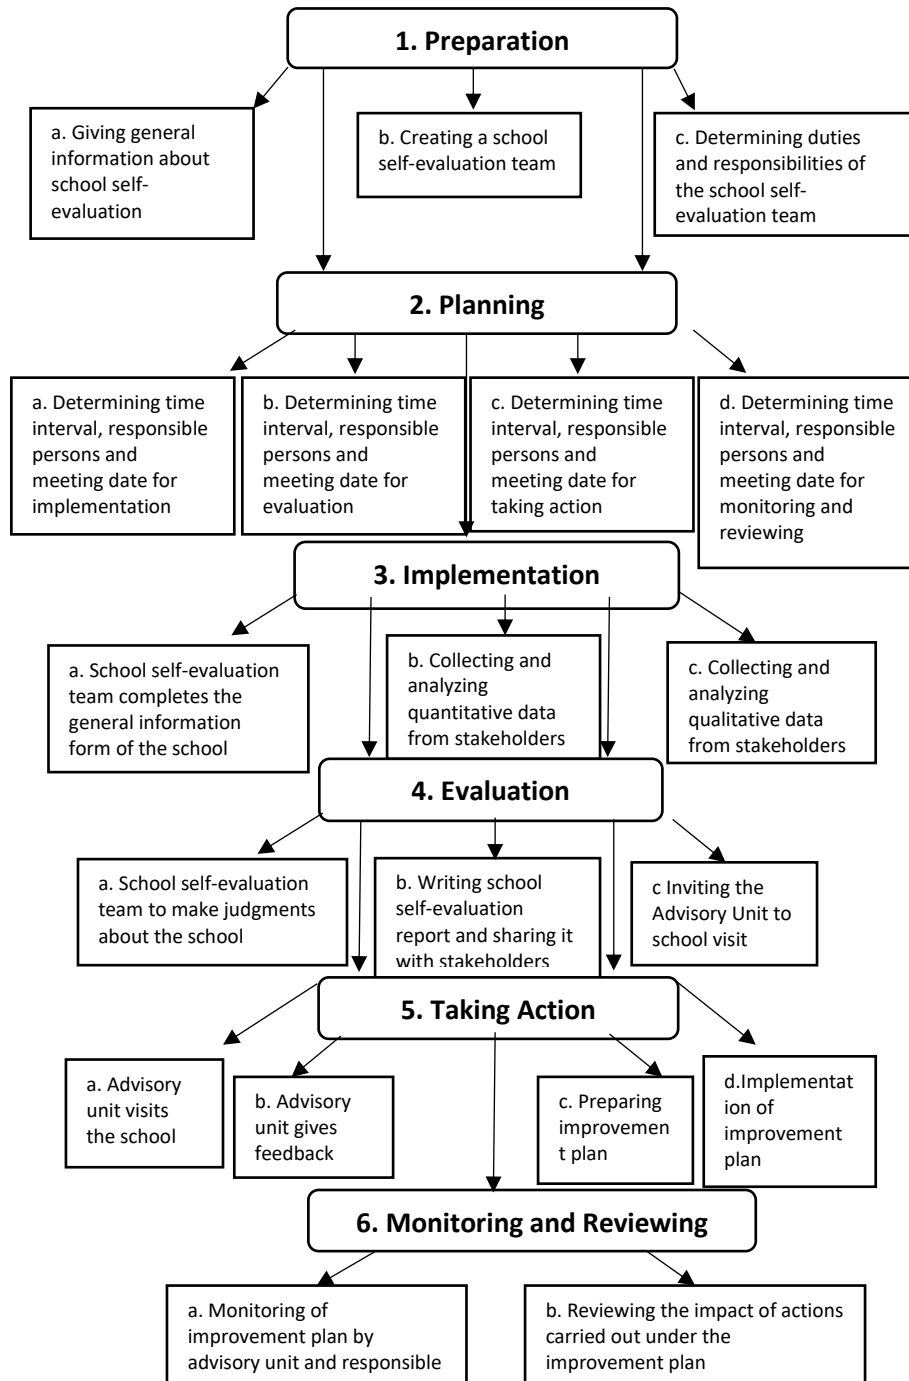 1. Preparation
a. Giving general
information about
school self-
evaluation
b. Creating a school
self-evaluation team
c. Determining duties
and responsibilities of
the school self-
evaluation team
2. Planning
a. Determining time
interval, responsible
persons and
meeting date for
implementation
b. Determining time
interval, responsible
persons and
meeting date for
evaluation
c. Determining time
interval, responsible
persons and
meeting date for
taking action
d. Determining time
interval, responsible
persons and
meeting date for
monitoring and
reviewing
3. Implementation
a. School self-evaluation
team completes the
general information
form of the school
b. Collecting and
analyzing
quantitative data
from stakeholders
c. Collecting and
analyzing
qualitative data
from stakeholders
4. Evaluation
a. School self-evaluation
team to make judgments
about the school
b. Writing school
self-evaluation
report and sharing it
with stakeholders
c Inviting the
Advisory Unit to
school visit
5. Taking Action
a. Advisory
unit visits
the school
b. Advisory
unit gives
feedback
c. Preparing
improvemen
t plan
d.Implementat
ion of
improvement
plan
6. Monitoring and Reviewing
a. Monitoring of
improvement plan by
advisory unit and responsible
b. Reviewing the impact of actions
carried out under the
improvement plan